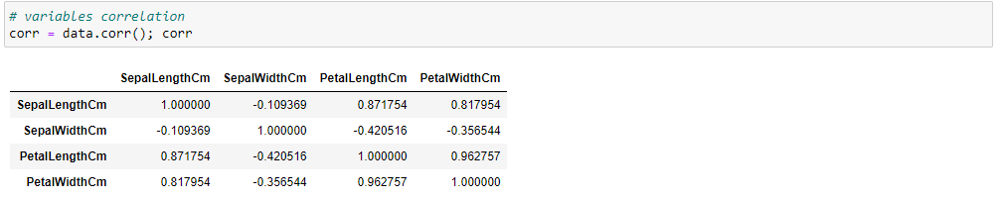 # variables correlation
corr = data.corr(); corr
SepalLengthCm SepalWidthCm PetalLengthCm PetalWidthCm
SepalLengthCm 1.000000 -0.109369 0.871754 0.817954
SepalWidthCm -0.109369 1.000000 -0.420516 -0.356544
PetalLengthCm 0.871754 -0.420516 1.000000 0.962757
PetalWidthCm 0.817954 -0.356544 0.962757 1.000000